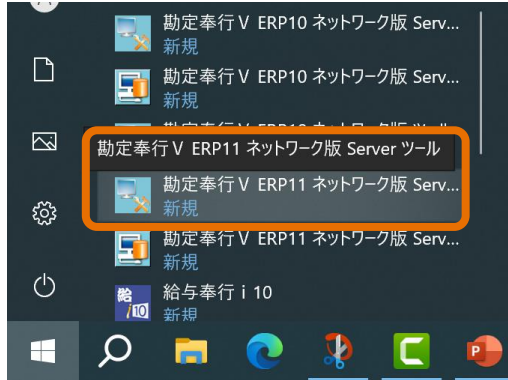 勘定奉行V ERP10 ネットワーク版 Serv...
新規
勘定奉行V ERP10 ネットワーク版 Serv...
新規
勘定奉行V ERP11 ネットワーク版 Server ツール
勘定奉行V ERP11 ネットワーク版 Serv...
新規
勘定奉行V ERP11 ネットワーク版 Serv...
新規
給与奉行 i 10
新規